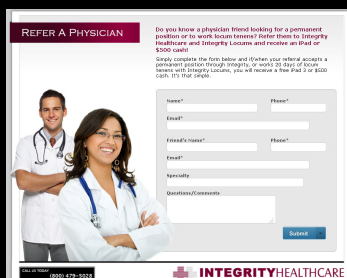 REFER A PHYSICIAN
Do you know a physician friend looking for a permanent
position or to work locum tenens? Refer them to Integrity
Healthcare and Integrity Locums and receive an iPad or
$500 cash!
Simply complete the form below and if/when your referral accepts a
permanent position through Integrity, or works 20 days of locum
tenens with Integrity Locums, you will receive a free iPad 3 or $500
cash. It's that simple.
Name* Phone*
Email*
Friend's Name* Phone*
Email*
Specialty
Questions/Comments
Submit
CALL US TODAY
(800) 479-5028
INTEGRITYHEALTHCARE